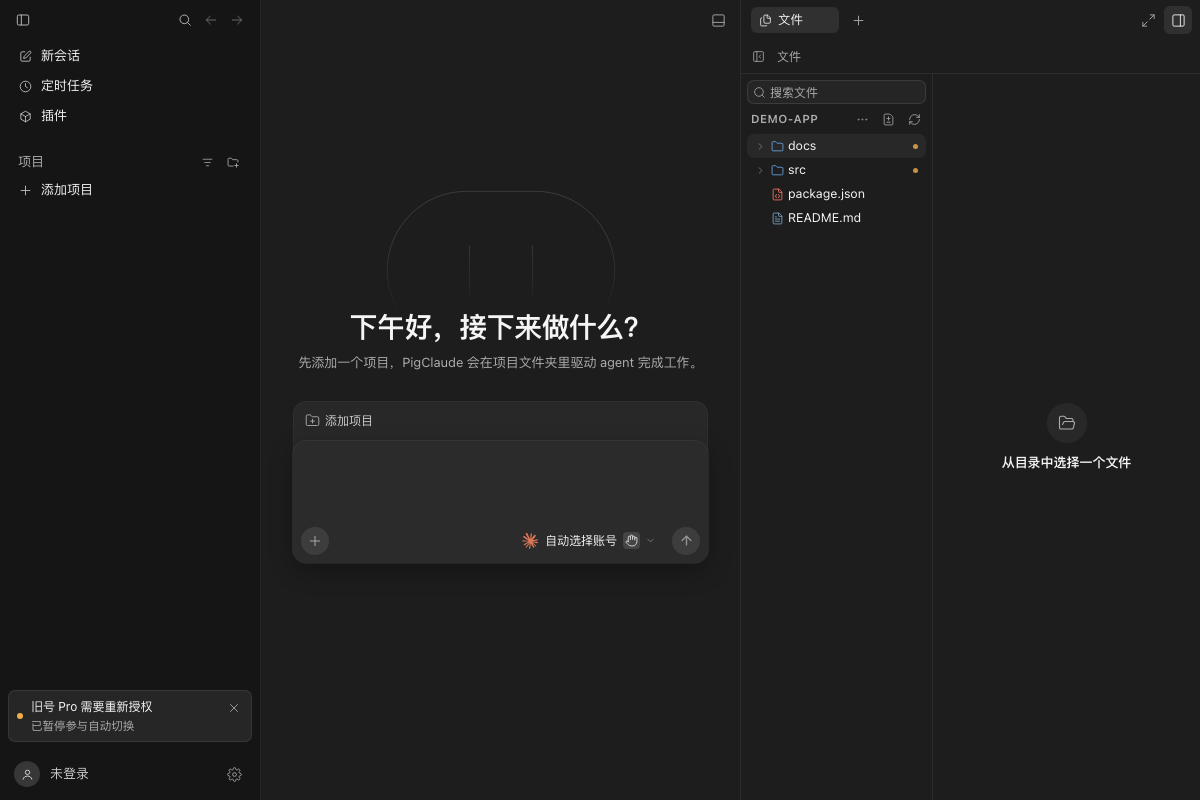 新会话
定时任务
插件
项目
添加项目
旧号 Pro 需要重新授权
已暂停参与自动切换
未登录
下午好，接下来做什么？
先添加一个项目，PigClaude 会在项目文件夹里驱动 agent 完成工作。
添加项目
自动选择账号
文件
文件
搜索文件
DEMO-APP
docs
src
package.json
README.md
从目录中选择一个文件